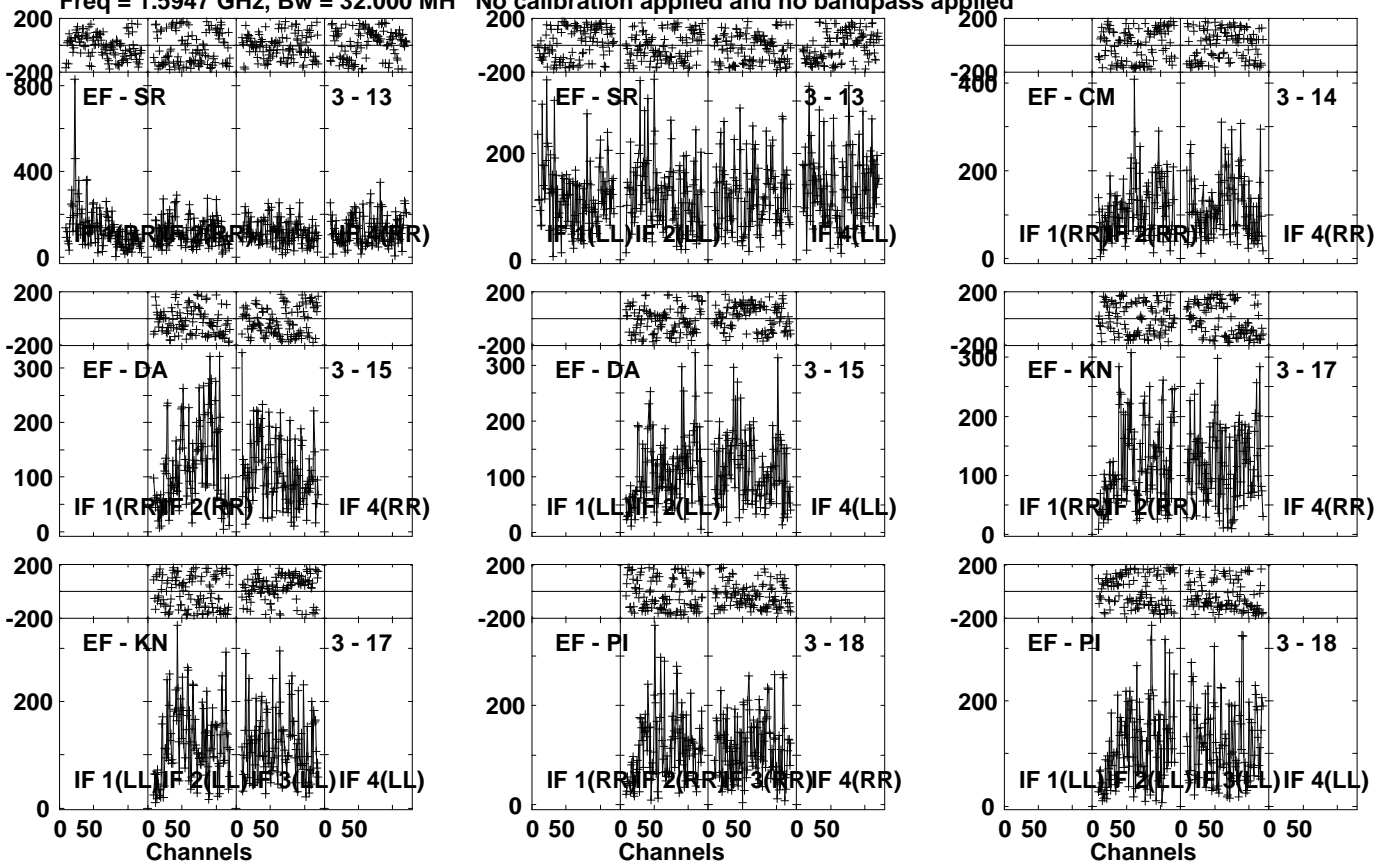 Freq = 1.5947 GHz, Bw = 32.000 MH No calibration applied and no bandpass applied
200
-200
800
400
0
EF - SR
3 - 13
IF 2(RR)
IF 4(RR)
200
-200
200
0
EF - SR
3 - 13
IF 1(LL)
IF 2(LL)
IF 4(LL)
200
-200
400
200
0
EF - CM
3 - 14
IF 1(RR)
IF 2(RR)
IF 4(RR)
200
-200
300
200
100
0
EF - DA
3 - 15
IF 1(RR)
IF 2(RR)
IF 4(RR)
200
-200
300
200
100
0
EF - DA
3 - 15
IF 1(LL)
IF 2(LL)
IF 4(LL)
200
-200
300
200
100
0
EF - KN
3 - 17
IF 1(RR)
IF 2(RR)
IF 4(RR)
200
-200
200
0
EF - KN
3 - 17
IF 1(LL)
IF 2(LL)
IF 3(LL)
IF 4(LL)
0 50 0 50 0 50 0 50
Channels
200
-200
200
0
EF - PI
3 - 18
IF 1(RR)
IF 2(RR)
IF 3(RR)
IF 4(RR)
0 50 0 50 0 50 0 50
Channels
200
-200
200
0
EF - PI
3 - 18
IF 1(LL)
IF 2(LL)
IF 3(LL)
IF 4(LL)
0 50 0 50 0 50 0 50
Channels